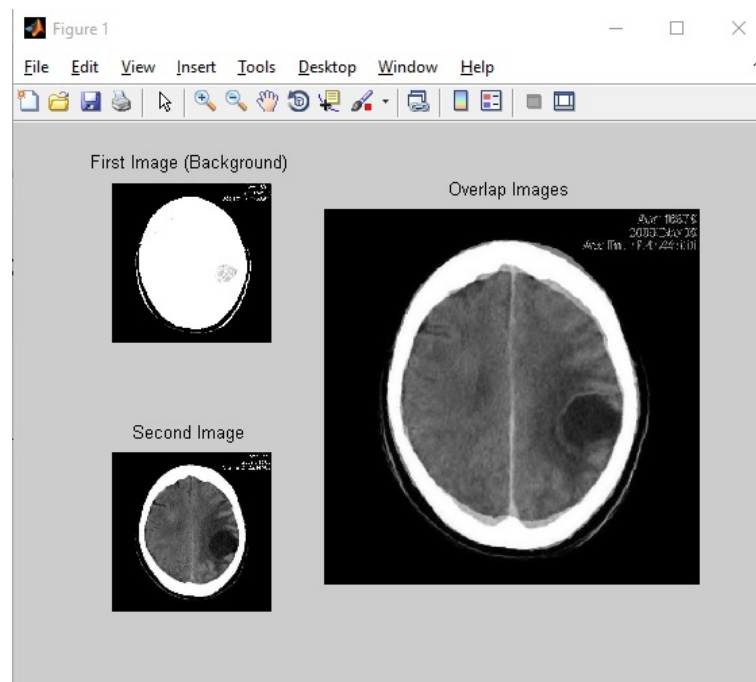 Figure 1
File Edit View Insert Tools Desktop Window Help
First Image (Background)
Overlap Images
Second Image